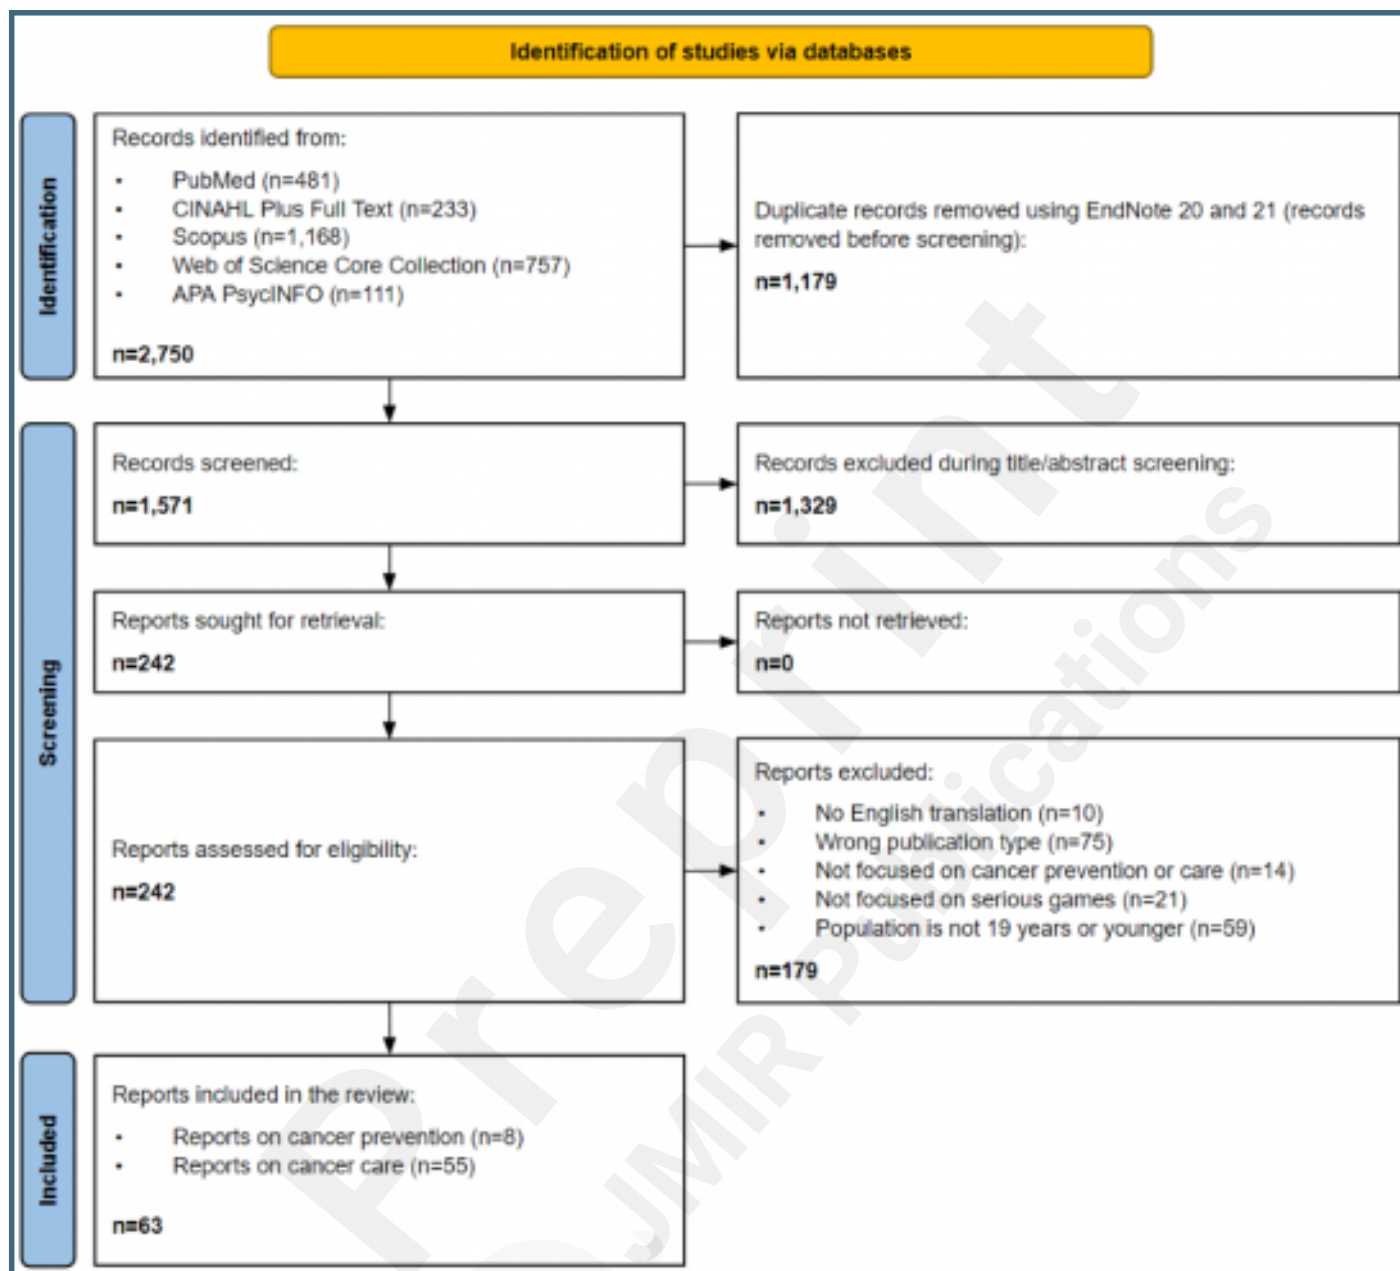 Identification of studies via databases
Identification
Records identified from:
• PubMed (n=481)
• CINAHL Plus Full Text (n=233)
• Scopus (n=1,168)
• Web of Science Core Collection (n=757)
• APA PsycINFO (n=111)
n=2,750
Duplicate records removed using EndNote 20 and 21 (records
removed before screening):
n=1,179
Screening
Records screened:
n=1,571
Records excluded during title/abstract screening:
n=1,329
Reports sought for retrieval:
n=242
Reports not retrieved:
n=0
Reports assessed for eligibility:
n=242
Reports excluded:
• No English translation (n=10)
• Wrong publication type (n=75)
• Not focused on cancer prevention or care (n=14)
• Not focused on serious games (n=21)
• Population is not 19 years or younger (n=59)
n=179
Included
Reports included in the review:
• Reports on cancer prevention (n=8)
• Reports on cancer care (n=55)
n=63
Preprint
JMIR Publications